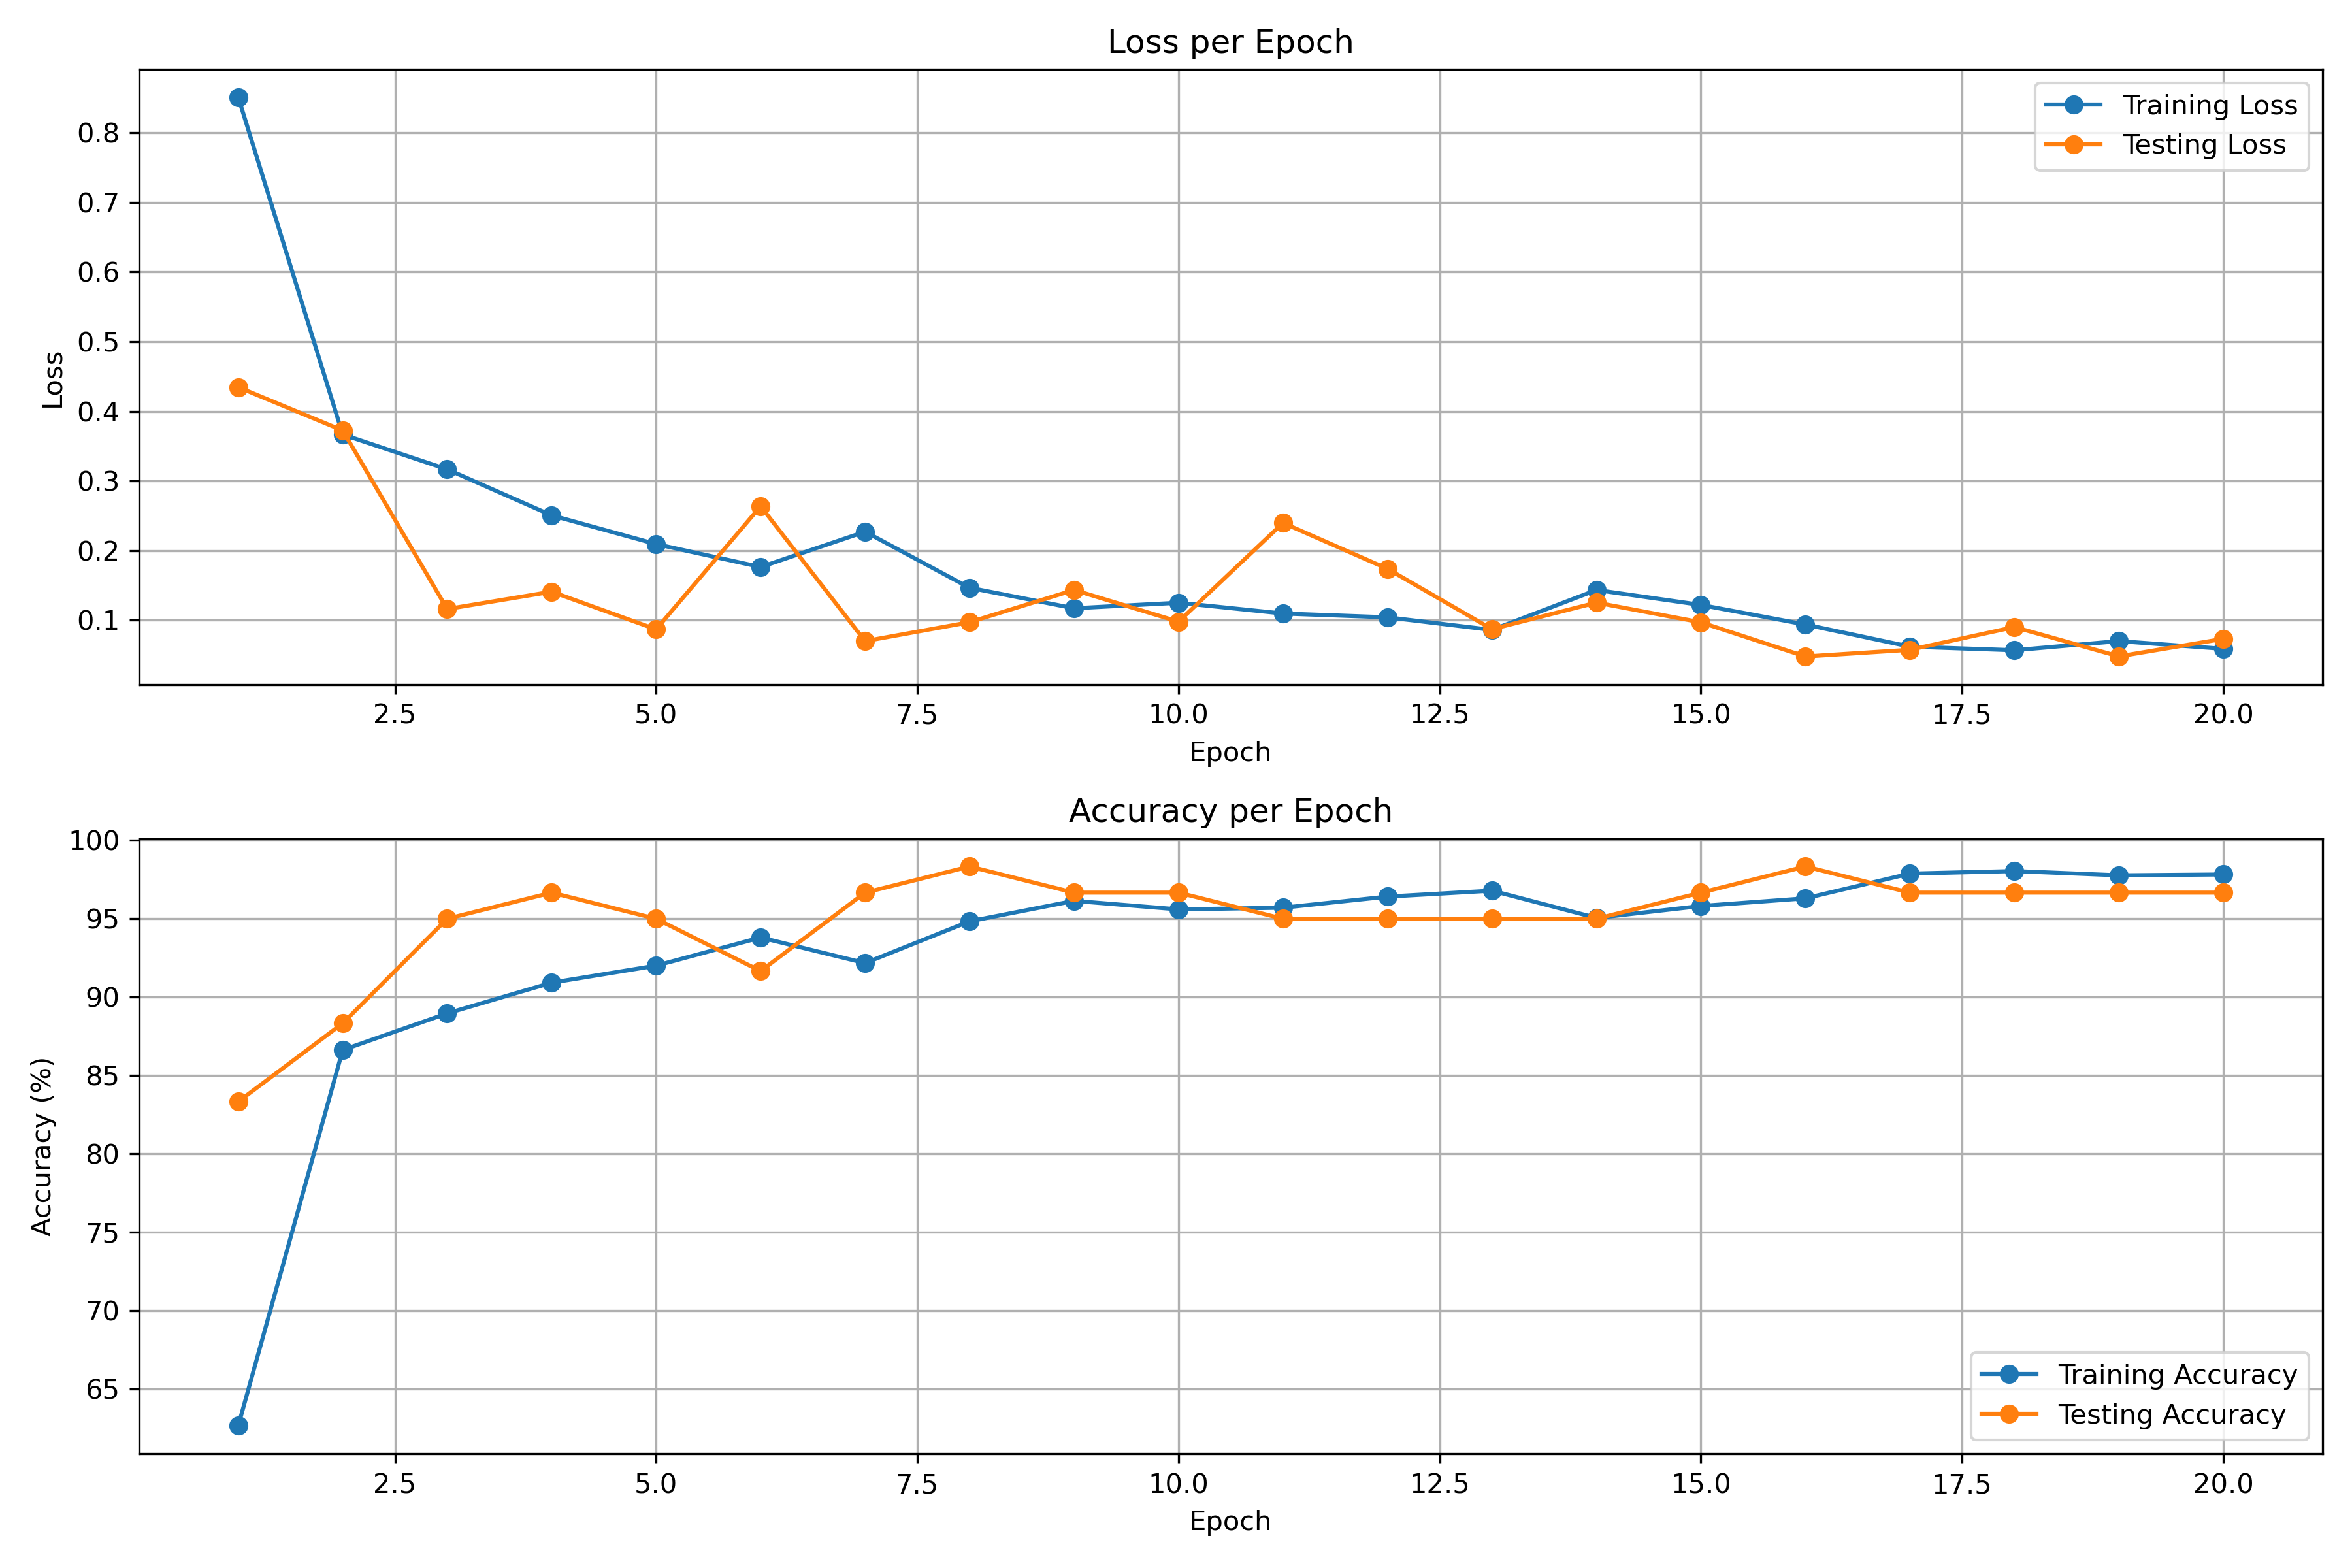 Loss per Epoch
Loss
0.8
0.7
0.6
0.5
0.4
0.3
0.2
0.1
Training Loss
Testing Loss
2.5 5.0 7.5 10.0 12.5 15.0 17.5 20.0
Epoch
Accuracy per Epoch
Accuracy (%)
100
95
90
85
80
75
70
65
Training Accuracy
Testing Accuracy
2.5 5.0 7.5 10.0 12.5 15.0 17.5 20.0
Epoch